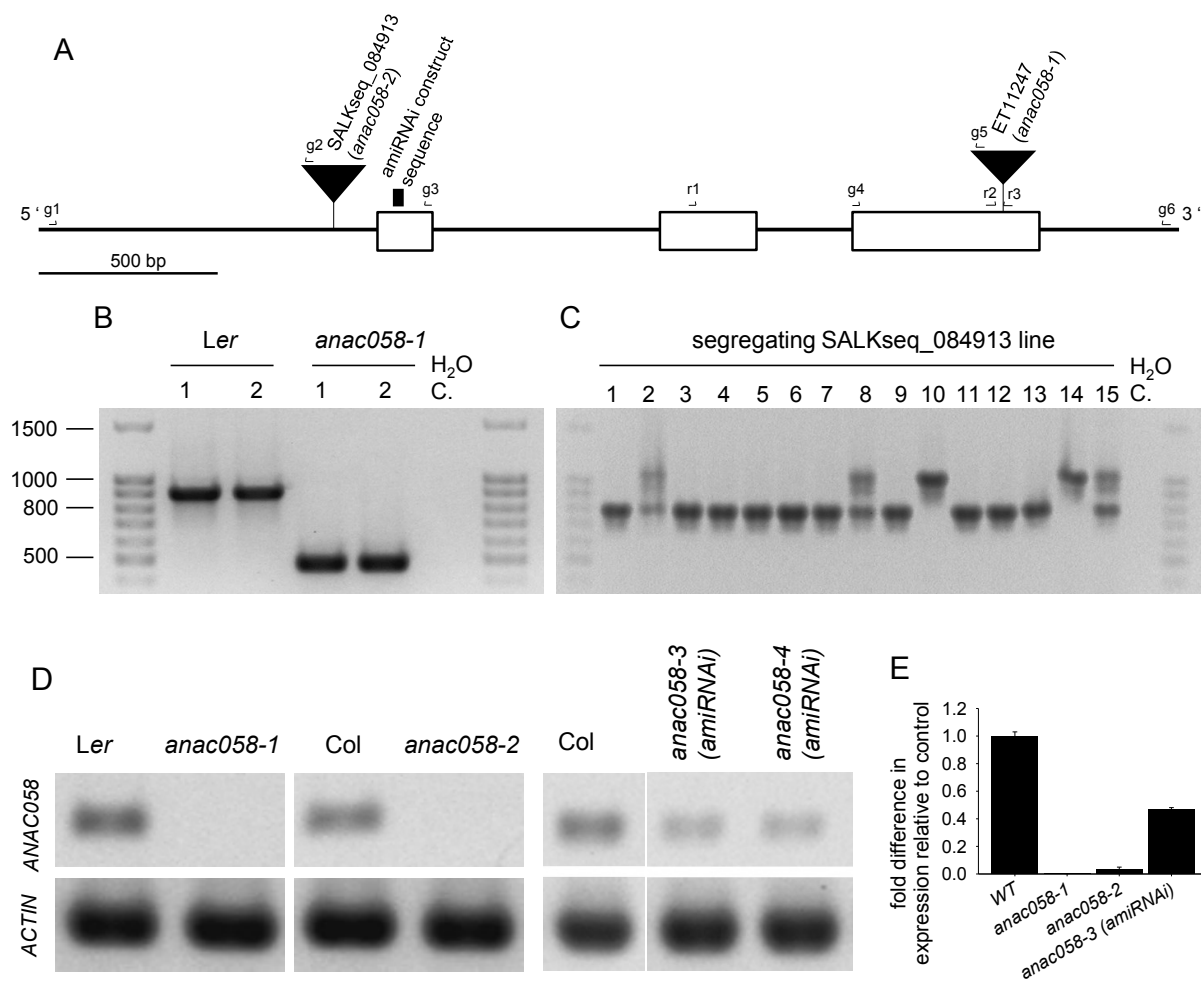 A
SALKseq_084913
(anac058-2)
amiRNAi construct
sequence
ET11247
(anac058-1)
g2
g5
g3
r1
g4
r2
r3
5 ‘
g1
g6
3 ‘
500 bp
B
Ler
anac058-1
H2O
1
2
1
2
C.
1500
1000
800
500
C
segregating SALKseq_084913 line
H2O
1 2 3 4 5 6 7 8 9 10 11 12 13 14 15 C.
D
Ler
anac058-1
Col
anac058-2
Col
anac058-3
(amiRNAi)
anac058-4
(amiRNAi)
ANAC058
ACTIN
E
fold difference in
expression relative to control
1.2
1.0
0.8
0.6
0.4
0.2
0.0
WT
anac058-1
anac058-2
anac058-3 (amiRNAi)